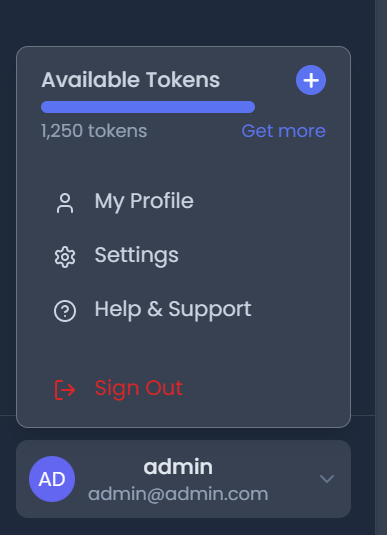 Available Tokens
1,250 tokens Get more
My Profile
Settings
Help & Support
Sign Out
AD
admin
admin@admin.com